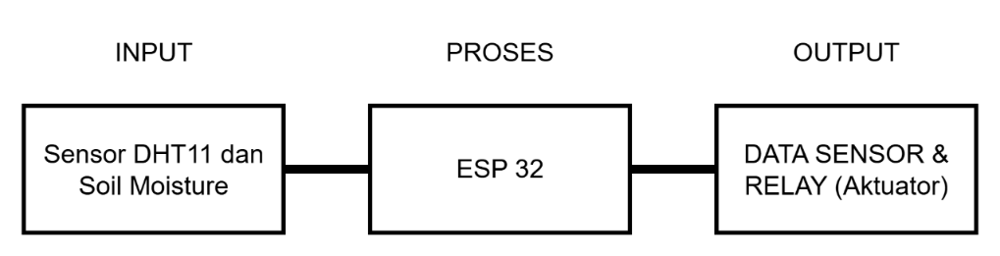 INPUT
PROSES
OUTPUT
Sensor DHT11 dan
Soil Moisture
ESP 32
DATA SENSOR &
RELAY (Aktuator)